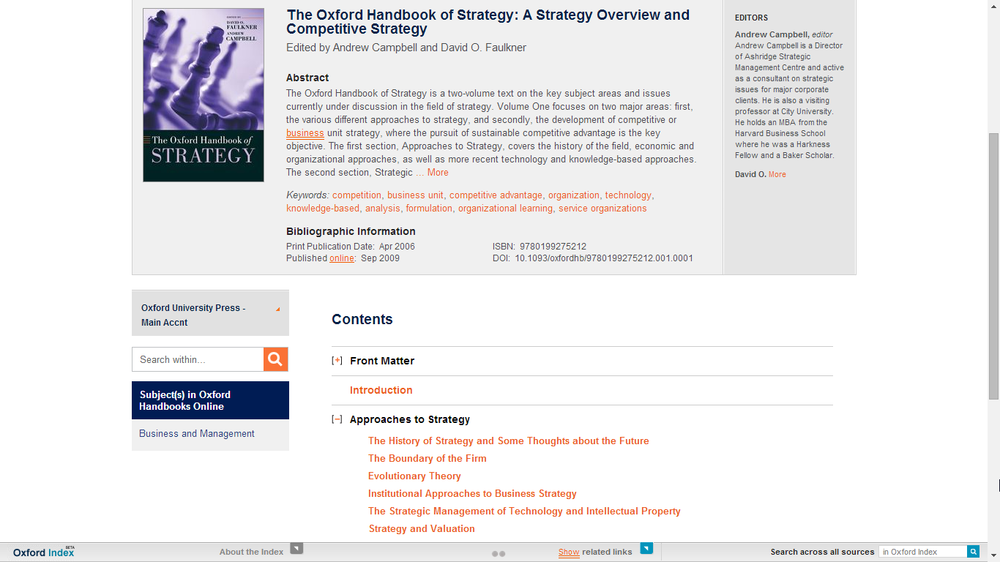 EDITED BY
DAVID O.
FAULKNER
ANDREW
CAMPBELL
The Oxford Handbook of
STRATEGY
The Oxford Handbook of Strategy: A Strategy Overview and
Competitive Strategy
Edited by Andrew Campbell and David O. Faulkner
Abstract
The Oxford Handbook of Strategy is a two-volume text on the key subject areas and issues
currently under discussion in the field of strategy. Volume One focuses on two major areas: first,
the various different approaches to strategy, and secondly, the development of competitive or
business unit strategy, where the pursuit of sustainable competitive advantage is the key
objective. The first section, Approaches to Strategy, covers the history of the field, economic and
organizational approaches, as well as more recent technology and knowledge-based approaches.
The second section, Strategic ... More
Keywords: competition, business unit, competitive advantage, organization, technology,
knowledge-based, analysis, formulation, organizational learning, service organizations
Bibliographic Information
Print Publication Date: Apr 2006
ISBN: 9780199275212
Published online: Sep 2009
DOI: 10.1093/oxfordhb/9780199275212.001.0001
EDITORS
Andrew Campbell, editor
Andrew Campbell is a Director
of Ashridge Strategic
Management Centre and active
as a consultant on strategic
issues for major corporate
clients. He is also a visiting
professor at City University.
He holds an MBA from the
Harvard Business School
where he was a Harkness
Fellow and a Baker Scholar.
David O. More
Oxford University Press -
Main Accnt
Search within...
Subject(s) in Oxford
Handbooks Online
Business and Management
Contents
[+] Front Matter
Introduction
[−] Approaches to Strategy
The History of Strategy and Some Thoughts about the Future
The Boundary of the Firm
Evolutionary Theory
Institutional Approaches to Business Strategy
The Strategic Management of Technology and Intellectual Property
Strategy and Valuation
Oxford Index BETA
About the Index
Show related links
Search across all sources
in Oxford Index